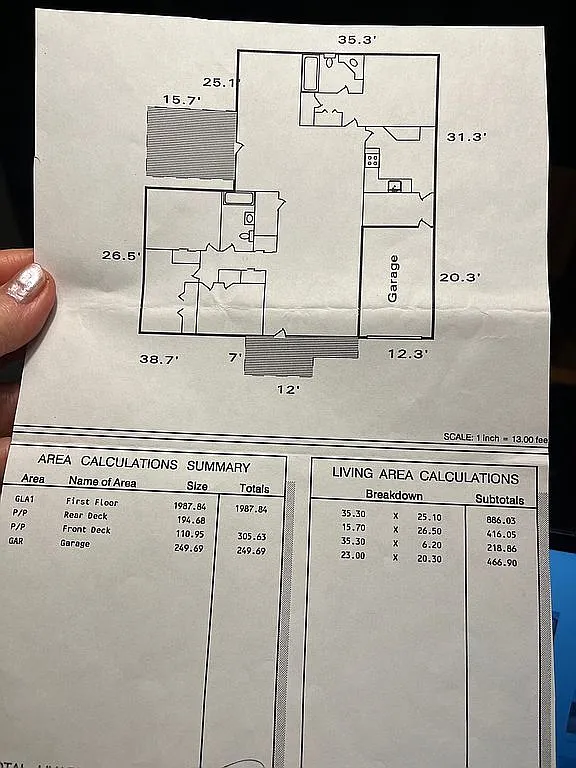 35.3'
25.1'
15.7'
31.3'
26.5'
Garage
20.3'
38.7'
7'
12.3'
12'
SCALE: 1 inch = 13.00 fee
AREA CALCULATIONS SUMMARY
Area Name of Area Size Totals
GLA1 First Floor 1987.84 1987.84
P/P Rear Deck 194.68
P/P Front Deck 110.95 305.63
GAR Garage 249.69 249.69
LIVING AREA CALCULATIONS
Breakdown Subtotals
35.30 X 25.10 886.03
15.70 X 26.50 416.05
35.30 X 6.20 218.86
23.00 X 20.30 466.90